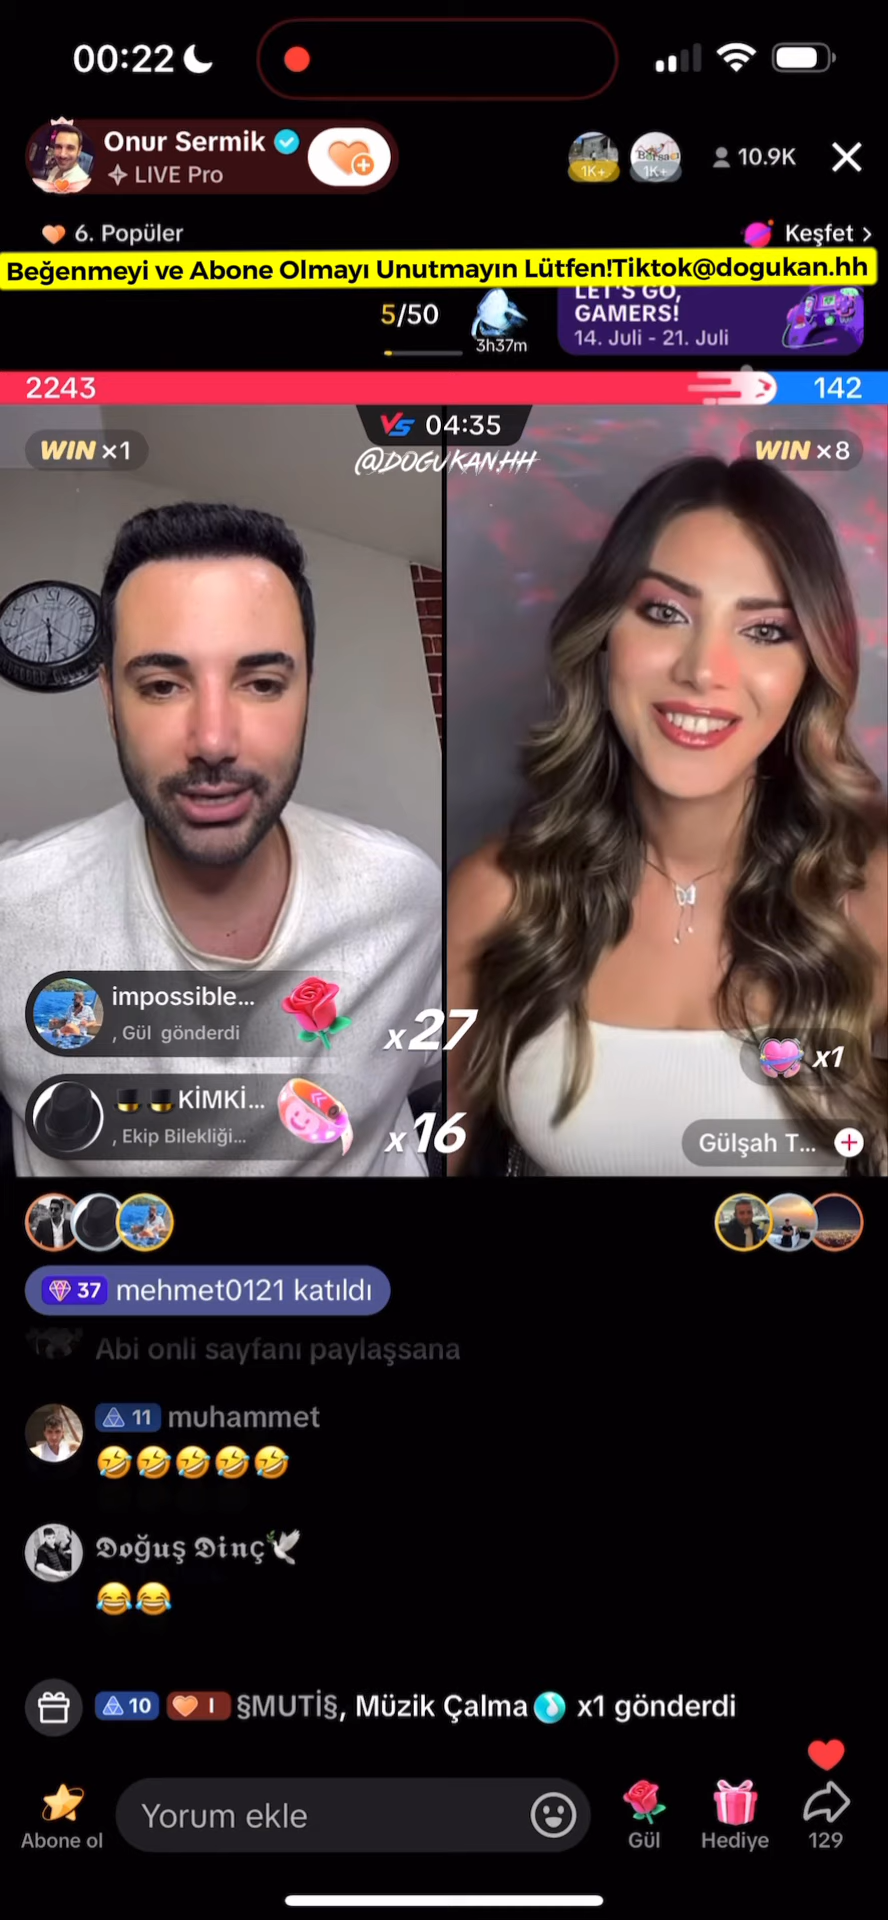 00:22
Onur Sermik
LIVE Pro
1K+
1K+
10.9K
6. Popüler
Keşfet >
Beğenmeyi ve Abone Olmayı Unutmayın Lütfen!Tiktok@dogukan.hh
5/50
3h37m
LET'S GO,
GAMERS!
14. Juli - 21. Juli
2243
142
VS 04:35
WIN x1
WIN x8
@DOGUKAN.HH
impossible...
, Gül gönderdi
x27
KİMKİ...
, Ekip Bilekliği...
x16
x1
Gülşah T...
37 mehmet0121 katıldı
Abi onli sayfanı paylaşsana
11 muhammet
🤣🤣🤣🤣🤣
𝕯𝖔ğ𝖚ş 𝕯𝖎𝖓ç🕊
😂😂
10 I §MUTİ§, Müzik Çalma x1 gönderdi
Abone ol
Yorum ekle
Gül
Hediye
129